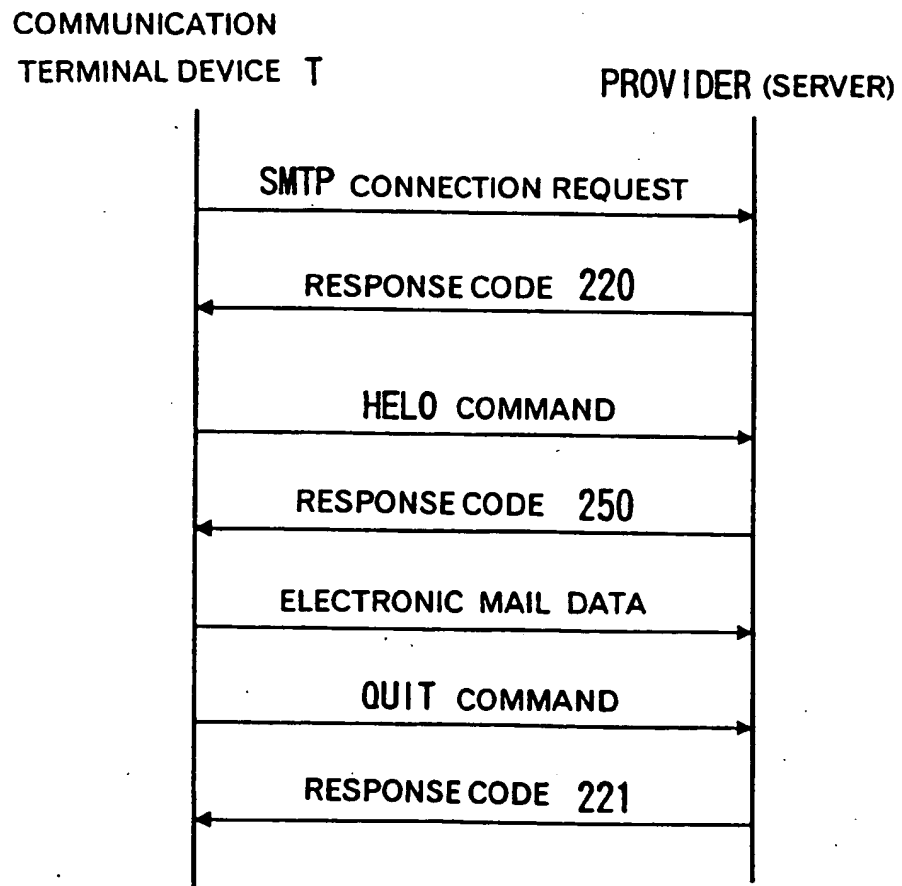 COMMUNICATION
TERMINAL DEVICE T
PROVIDER (SERVER)
SMTP CONNECTION REQUEST
RESPONSE CODE 220
HELO COMMAND
RESPONSE CODE 250
ELECTRONIC MAIL DATA
QUIT COMMAND
RESPONSE CODE 221